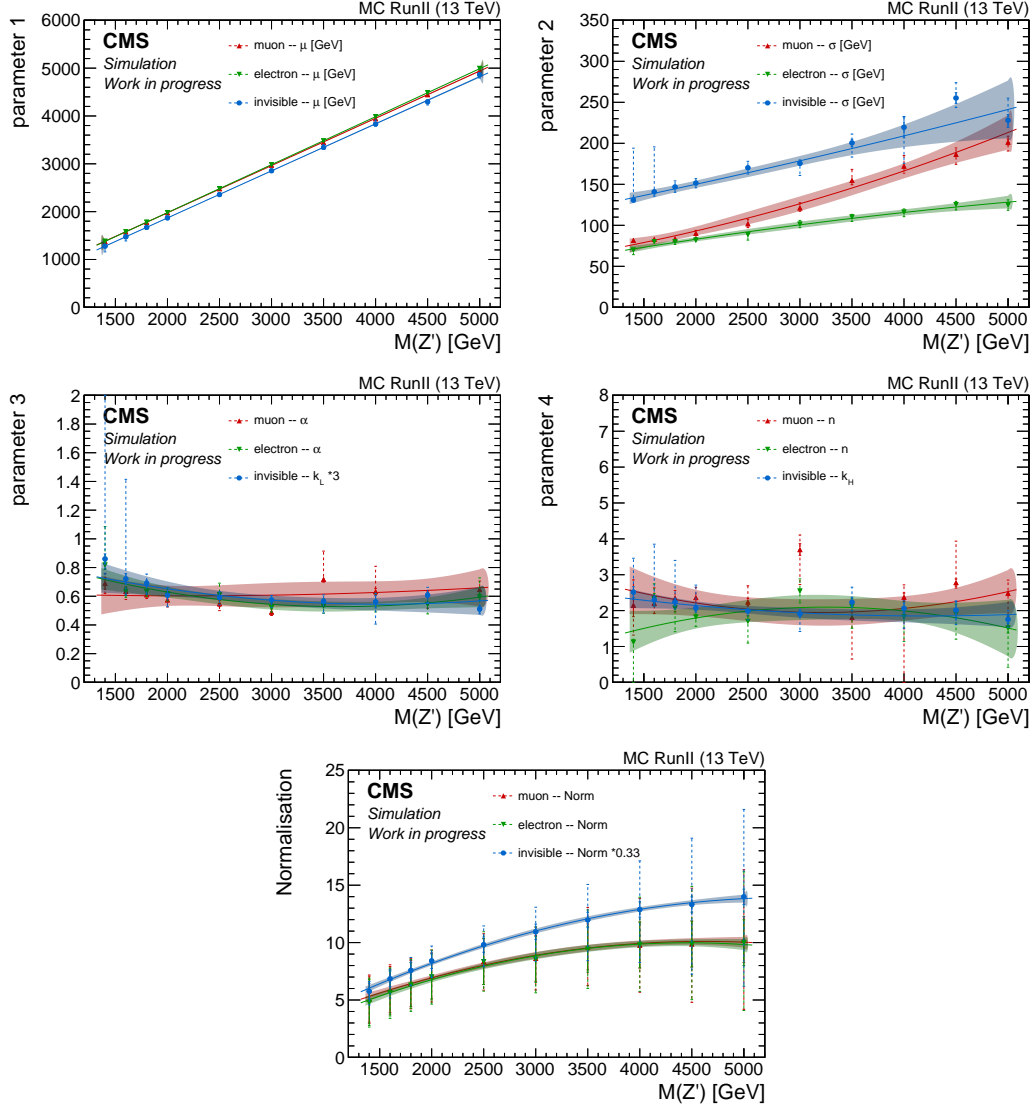 MC RunII (13 TeV)
parameter 1
CMS
Simulation
Work in progress
muon -- μ [GeV]
electron -- μ [GeV]
invisible -- μ [GeV]
6000
5000
4000
3000
2000
1000
0
1500 2000 2500 3000 3500 4000 4500 5000
M(Z') [GeV]
MC RunII (13 TeV)
parameter 2
CMS
Simulation
Work in progress
muon -- σ [GeV]
electron -- σ [GeV]
invisible -- σ [GeV]
350
300
250
200
150
100
50
0
1500 2000 2500 3000 3500 4000 4500 5000
M(Z') [GeV]
MC RunII (13 TeV)
parameter 3
CMS
Simulation
Work in progress
muon -- α
electron -- α
invisible -- k_L *3
2
1.8
1.6
1.4
1.2
1
0.8
0.6
0.4
0.2
0
1500 2000 2500 3000 3500 4000 4500 5000
M(Z') [GeV]
MC RunII (13 TeV)
parameter 4
CMS
Simulation
Work in progress
muon -- n
electron -- n
invisible -- k_H
8
7
6
5
4
3
2
1
0
1500 2000 2500 3000 3500 4000 4500 5000
M(Z') [GeV]
MC RunII (13 TeV)
Normalisation
CMS
Simulation
Work in progress
muon -- Norm
electron -- Norm
invisible -- Norm *0.33
25
20
15
10
5
0
1500 2000 2500 3000 3500 4000 4500 5000
M(Z') [GeV]